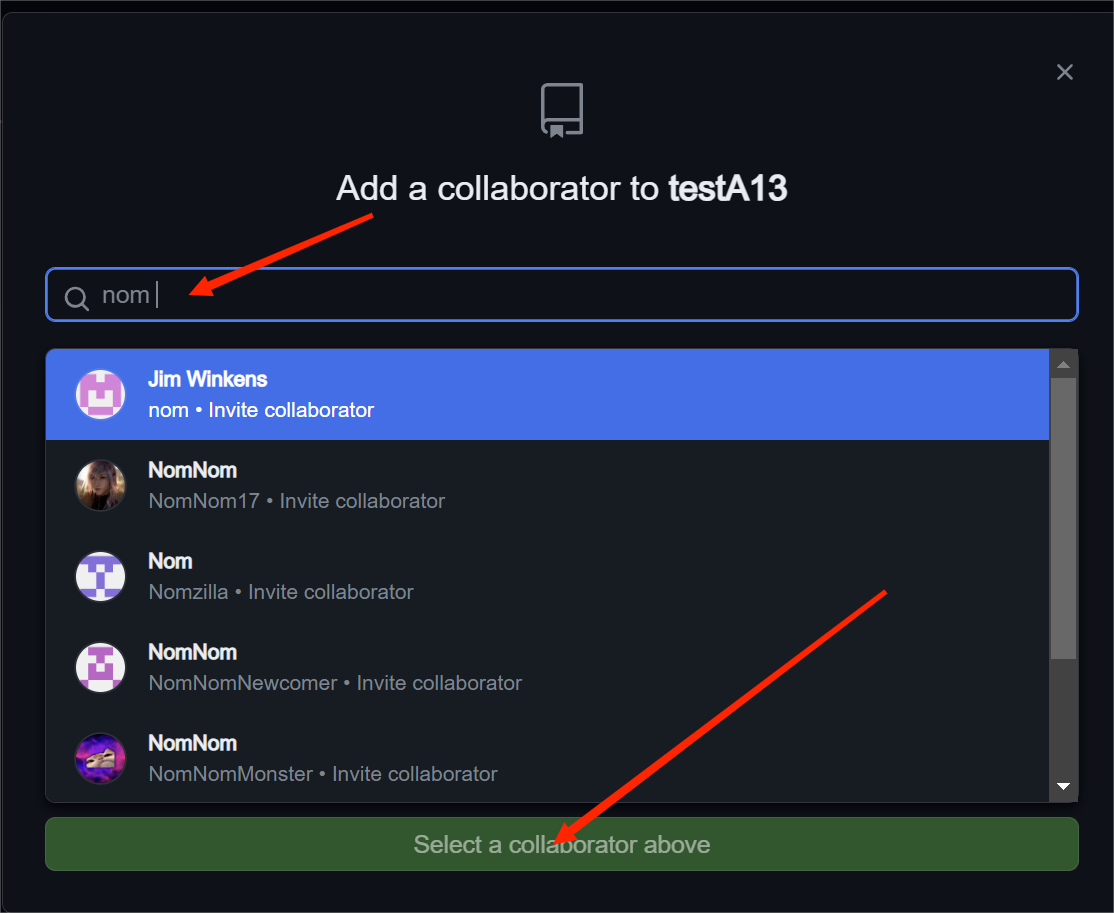 Add a collaborator to testA13
nom
Jim Winkens
nom • Invite collaborator
NomNom
NomNom17 • Invite collaborator
Nom
Nomzilla • Invite collaborator
NomNom
NomNomNewcomer • Invite collaborator
NomNom
NomNomMonster • Invite collaborator
Select a collaborator above